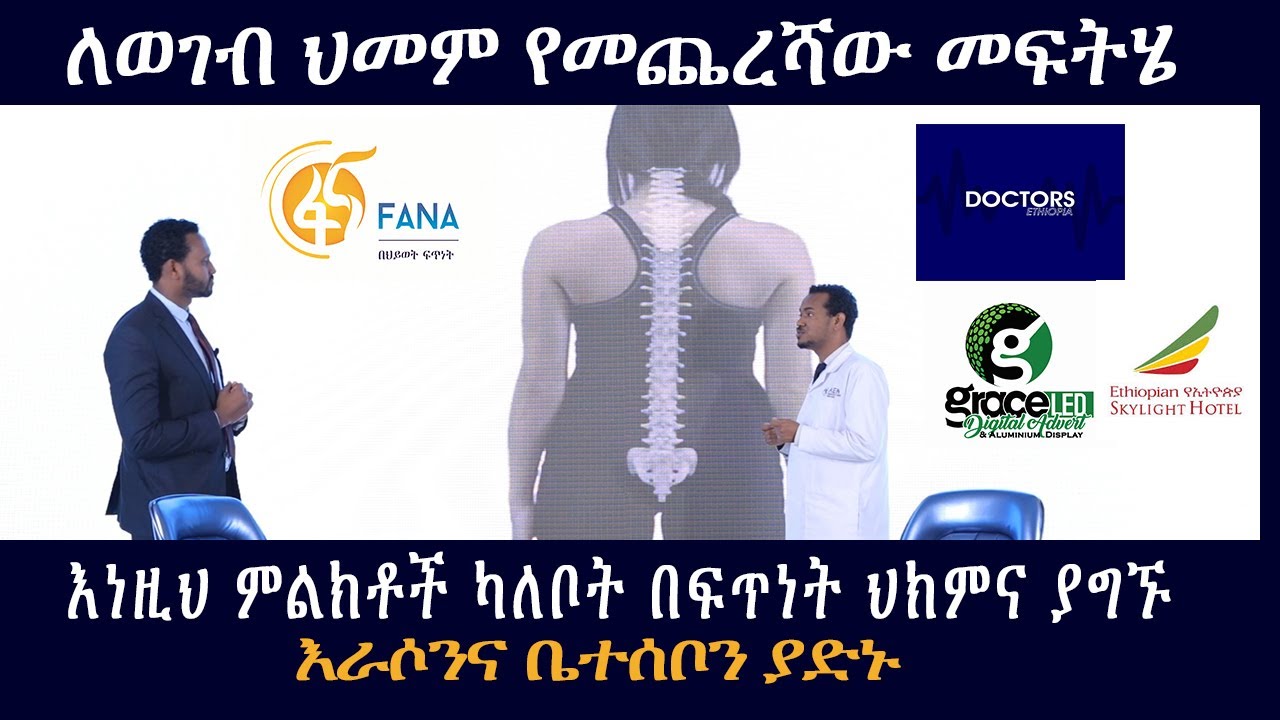 ለወገብ ህመም የመጨረሻው መፍትሄ
ፋና
FANA
በህይወት ፍጥነት
DOCTORS
ETHIOPIA
g
grace LED
Digital Advert
& ALUMINIUM DISPLAY
Ethiopian የኢትዮጵያ
SKYLIGHT HOTEL
እነዚህ ምልክቶች ካለቦት በፍጥነት ህክምና ያግኙ
እራሶንና ቤተሰቦን ያድኑ